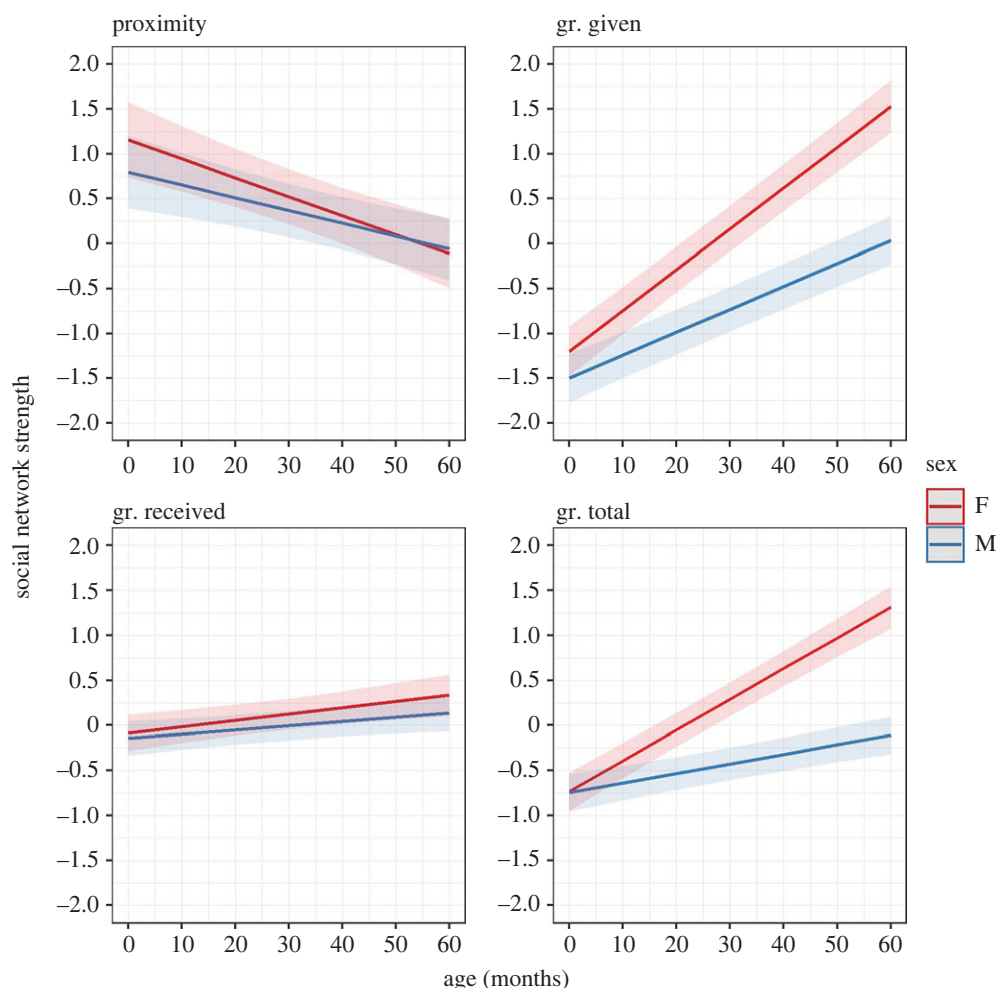 proximity
gr. given
2.0
1.5
1.0
0.5
0
–0.5
–1.0
–1.5
–2.0
0 10 20 30 40 50 60
2.0
1.5
1.0
0.5
0
–0.5
–1.0
–1.5
–2.0
0 10 20 30 40 50 60
social network strength
gr. received
gr. total
2.0
1.5
1.0
0.5
0
–0.5
–1.0
–1.5
–2.0
0 10 20 30 40 50 60
2.0
1.5
1.0
0.5
0
–0.5
–1.0
–1.5
–2.0
0 10 20 30 40 50 60
age (months)
sex
F
M